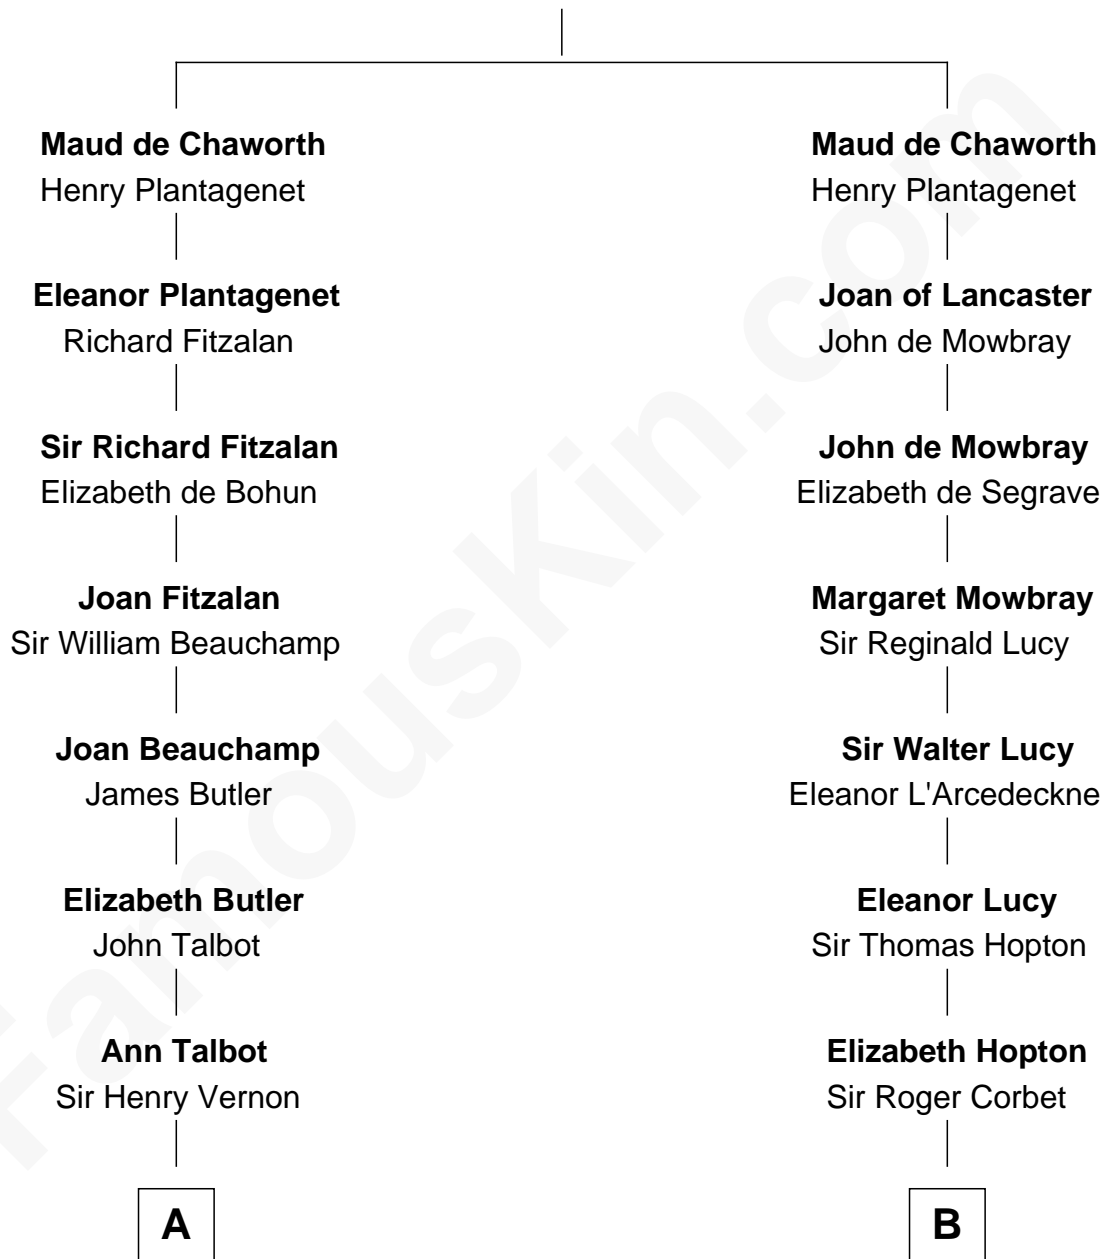 Maud de Chaworth
Henry Plantagenet
Eleanor Plantagenet
Richard Fitzalan
Sir Richard Fitzalan
Elizabeth de Bohun
Joan Fitzalan
Sir William Beauchamp
Joan Beauchamp
James Butler
Elizabeth Butler
John Talbot
Ann Talbot
Sir Henry Vernon
A
Maud de Chaworth
Henry Plantagenet
Joan of Lancaster
John de Mowbray
John de Mowbray
Elizabeth de Segrave
Margaret Mowbray
Sir Reginald Lucy
Sir Walter Lucy
Eleanor L'Arcedeckne
Eleanor Lucy
Sir Thomas Hopton
Elizabeth Hopton
Sir Roger Corbet
B
FamousKin.com